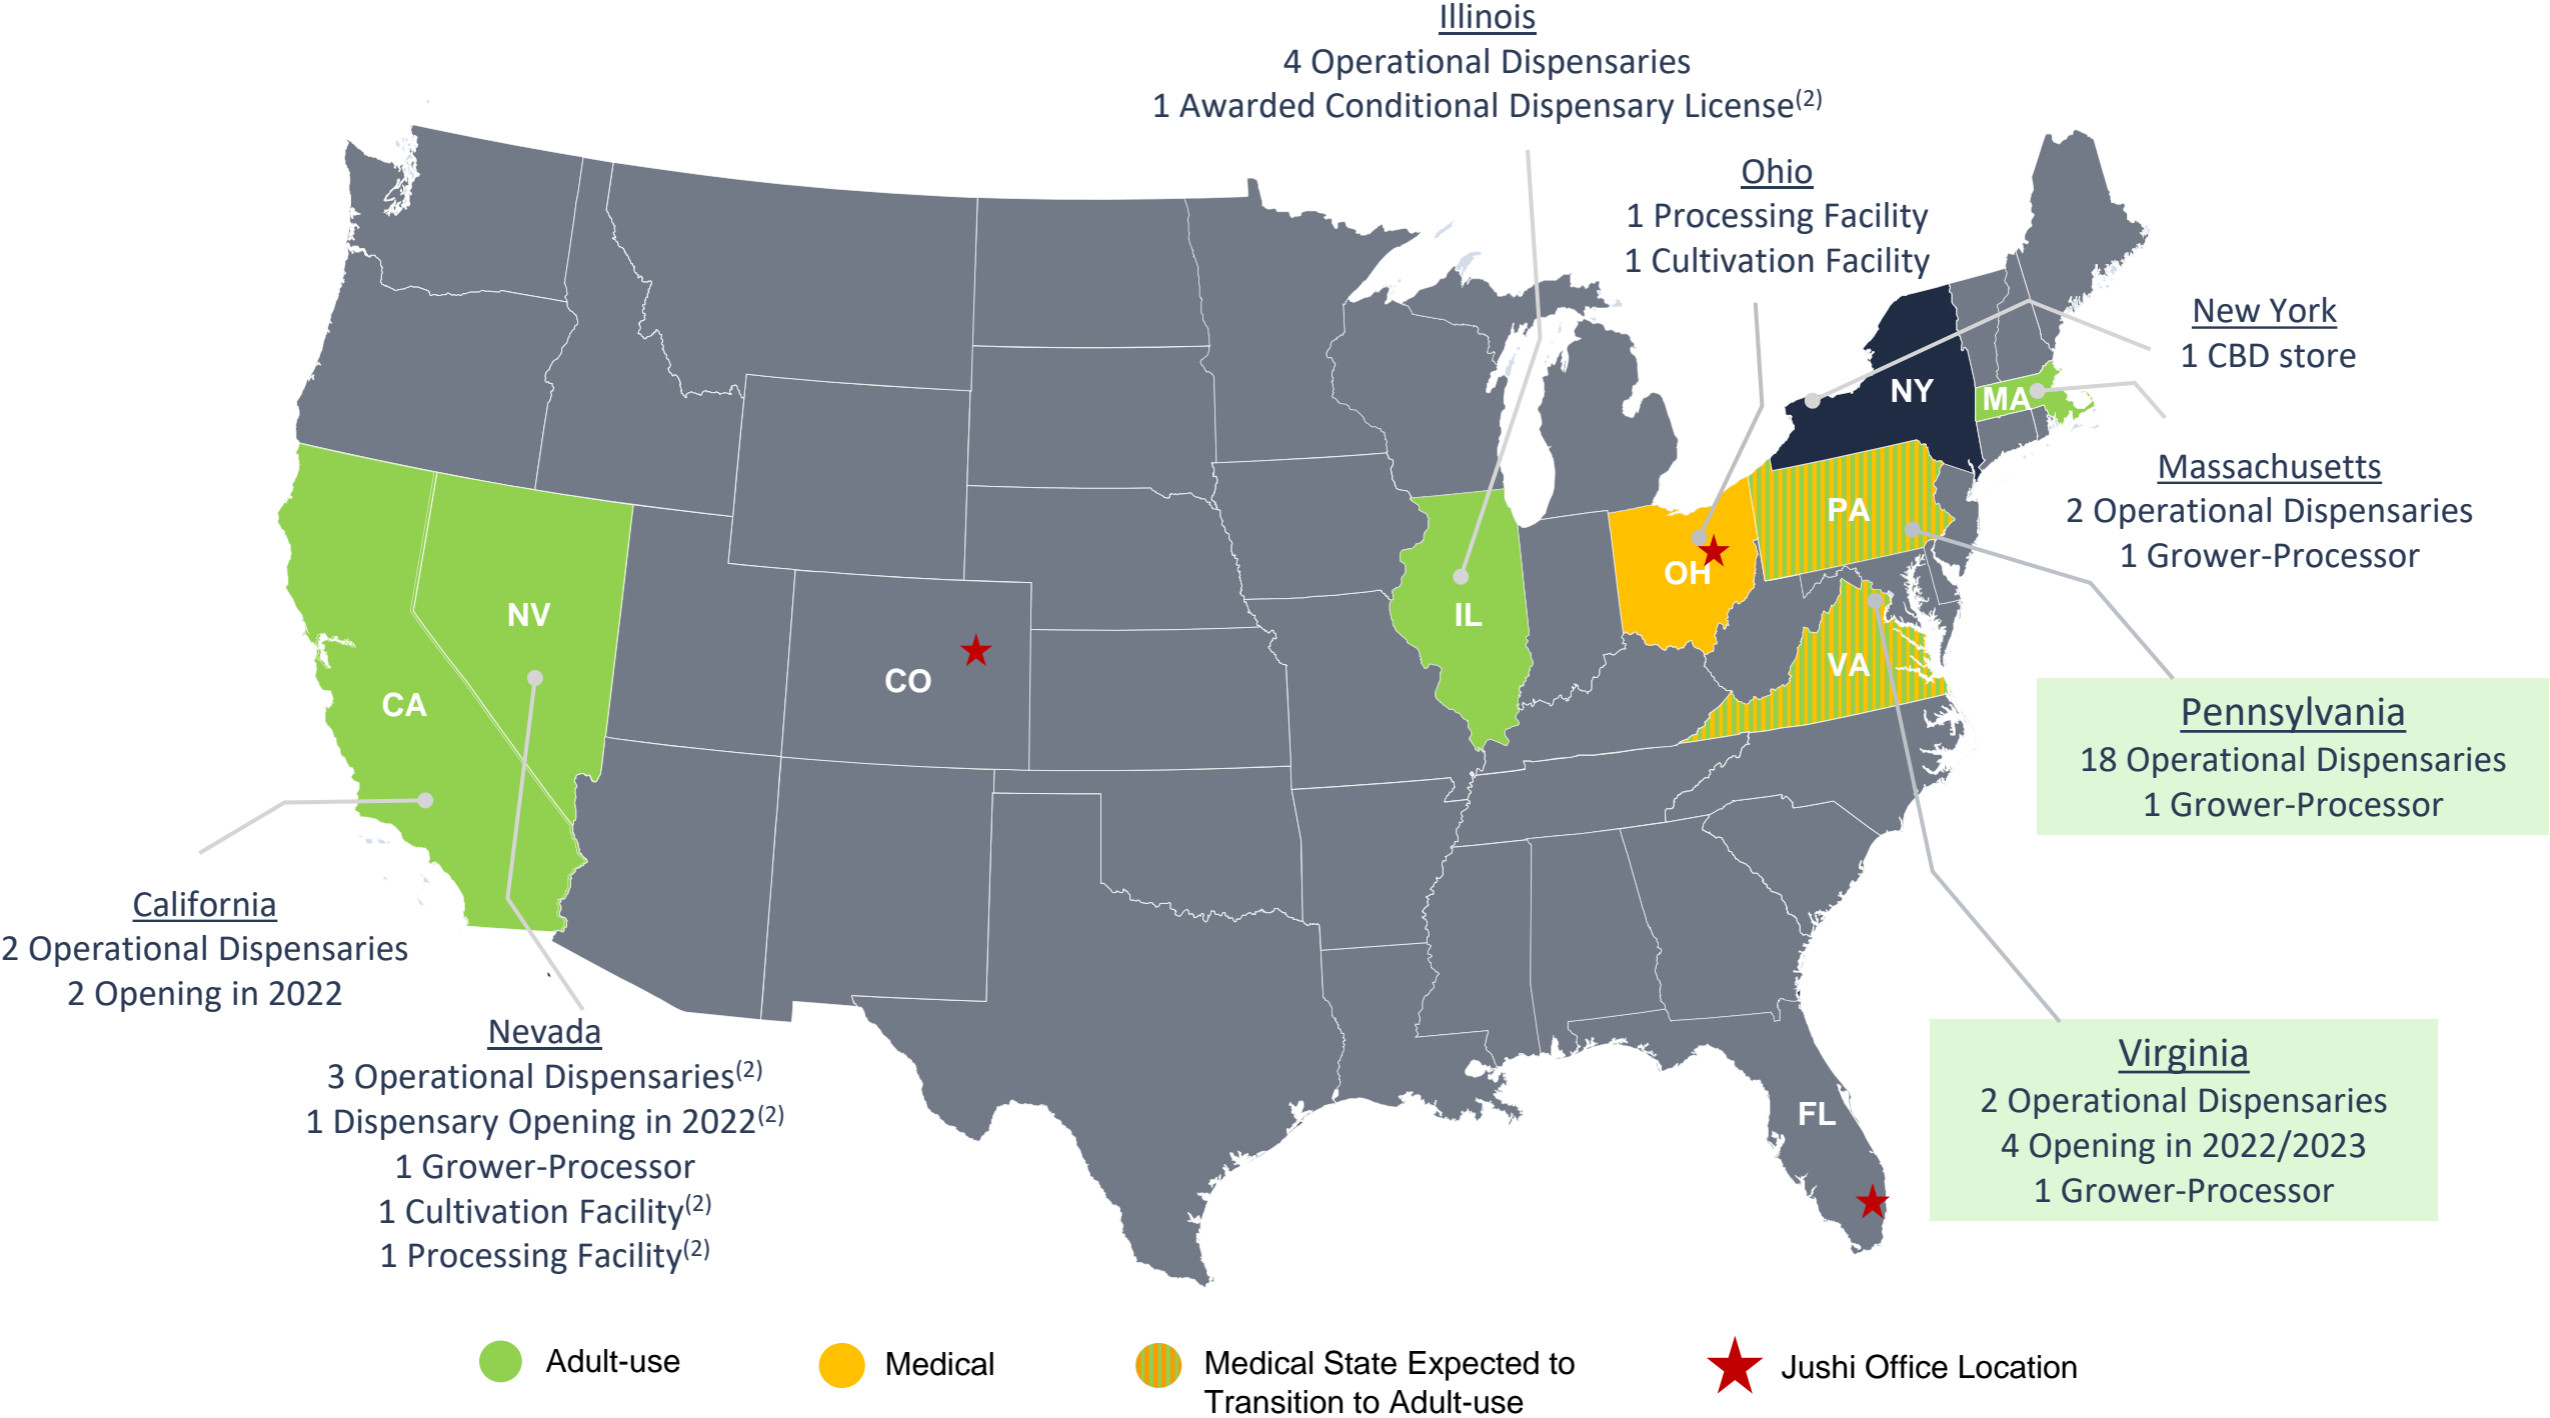 Illinois
4 Operational Dispensaries
1 Awarded Conditional Dispensary License(2)
Ohio
1 Processing Facility
1 Cultivation Facility
New York
1 CBD store
NY
MA
Massachusetts
2 Operational Dispensaries
1 Grower-Processor
PA
OH
IL
NV
VA
CO
CA
Pennsylvania
18 Operational Dispensaries
1 Grower-Processor
California
2 Operational Dispensaries
2 Opening in 2022
Nevada
3 Operational Dispensaries(2)
1 Dispensary Opening in 2022(2)
1 Grower-Processor
1 Cultivation Facility(2)
1 Processing Facility(2)
FL
Virginia
2 Operational Dispensaries
4 Opening in 2022/2023
1 Grower-Processor
Adult-use
Medical
Medical State Expected to
Transition to Adult-use
Jushi Office Location